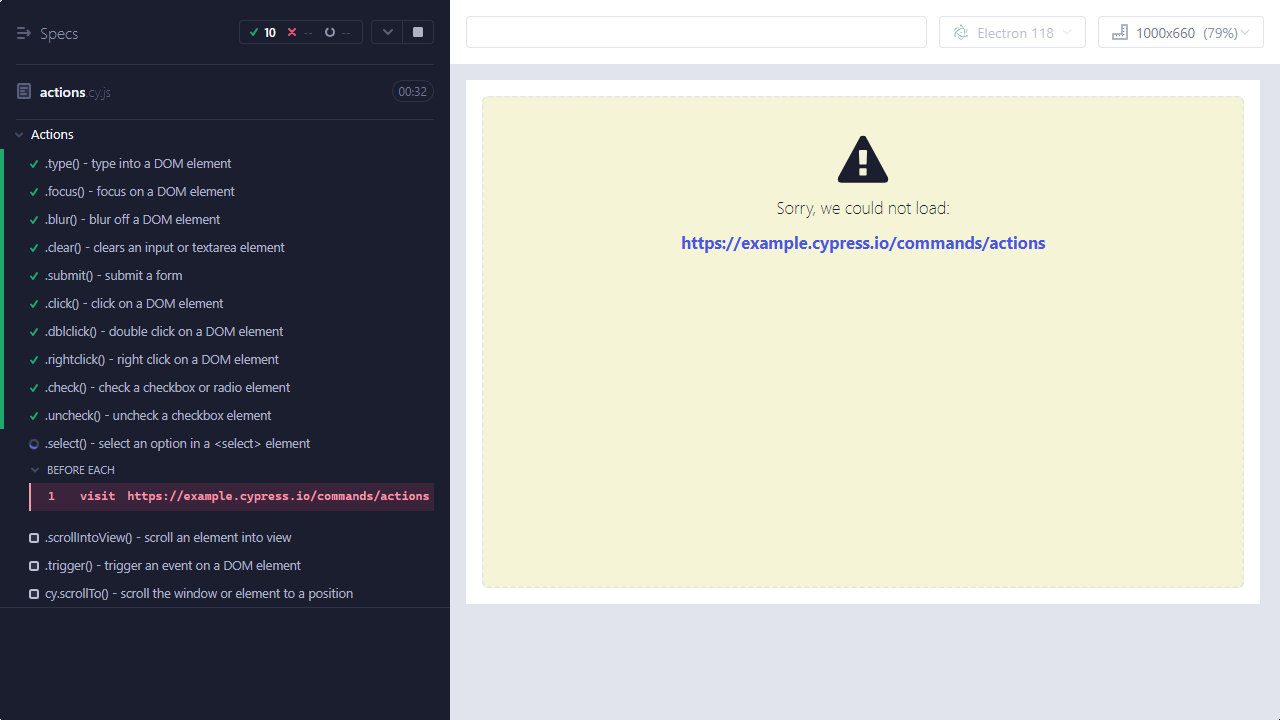 Specs
10
--
--
Electron 118
1000x660 (79%)
actions cy.js
00:32
Actions
.type() - type into a DOM element
.focus() - focus on a DOM element
.blur() - blur off a DOM element
.clear() - clears an input or textarea element
.submit() - submit a form
.click() - click on a DOM element
.dblclick() - double click on a DOM element
.rightclick() - right click on a DOM element
.check() - check a checkbox or radio element
.uncheck() - uncheck a checkbox element
.select() - select an option in a <select> element
BEFORE EACH
1 visit https://example.cypress.io/commands/actions
.scrollIntoView() - scroll an element into view
.trigger() - trigger an event on a DOM element
cy.scrollTo() - scroll the window or element to a position
Sorry, we could not load:
https://example.cypress.io/commands/actions